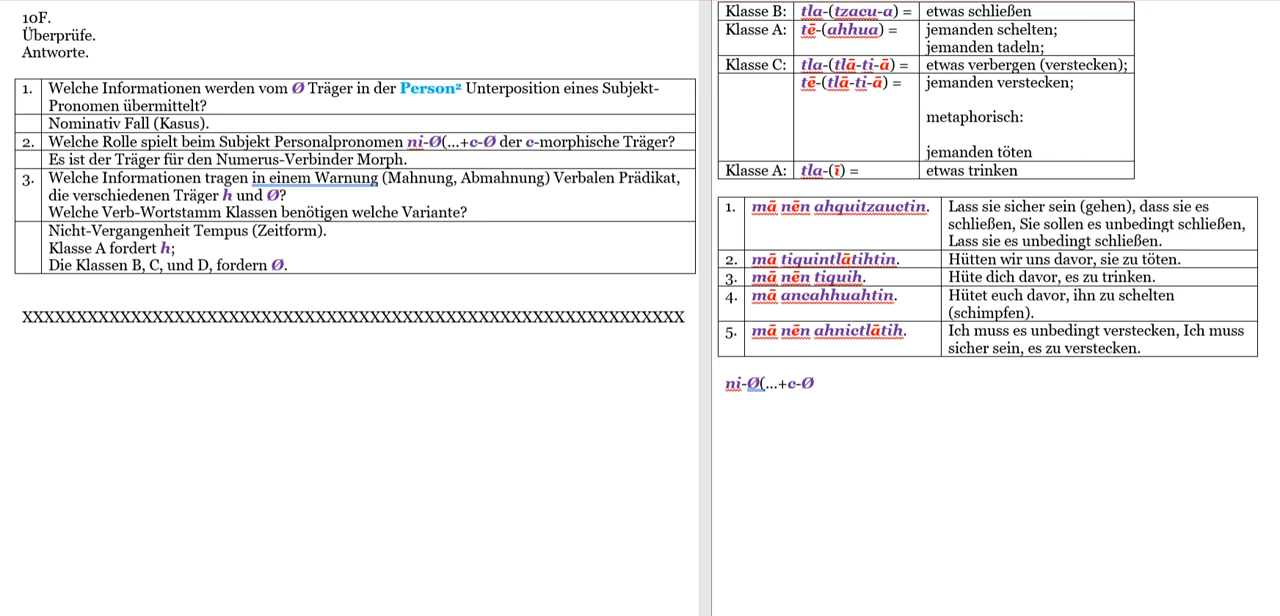 10F.
Überprüfe.
Antworte.
1. Welche Informationen werden vom Ø Träger in der Person² Unterposition eines Subjekt-
Pronomen übermittelt?
Nominativ Fall (Kasus).
2. Welche Rolle spielt beim Subjekt Personalpronomen ni-Ø(...+c-Ø der c-morphische Träger?
Es ist der Träger für den Numerus-Verbinder Morph.
3. Welche Informationen tragen in einem Warnung (Mahnung, Abmahnung) Verbalen Prädikat,
die verschiedenen Träger h und Ø?
Welche Verb-Wortstamm Klassen benötigen welche Variante?
Nicht-Vergangenheit Tempus (Zeitform).
Klasse A fordert h;
Die Klassen B, C, und D, fordern Ø.
XXXXXXXXXXXXXXXXXXXXXXXXXXXXXXXXXXXXXXXXXXXXXXXXXXXXXXXXXXXXX
Klasse B: tla-(tzacu-a) = etwas schließen
Klasse A: tē-(ahhua) = jemanden schelten;
jemanden tadeln;
Klasse C: tla-(tlā-ti-ā) = etwas verbergen (verstecken);
tē-(tlā-ti-ā) = jemanden verstecken;
metaphorisch:
jemanden töten
Klasse A: tla-(ī) = etwas trinken
1. mā nēn ahquitzauctin. Lass sie sicher sein (gehen), dass sie es
schließen, Sie sollen es unbedingt schließen,
Lass sie es unbedingt schließen.
2. mā tiquintlātihtin. Hütten wir uns davor, sie zu töten.
3. mā nēn tiquih. Hüte dich davor, es zu trinken.
4. mā ancahhuahtin. Hütet euch davor, ihn zu schelten
(schimpfen).
5. mā nēn ahnictlātih. Ich muss es unbedingt verstecken, Ich muss
sicher sein, es zu verstecken.
ni-Ø(...+c-Ø